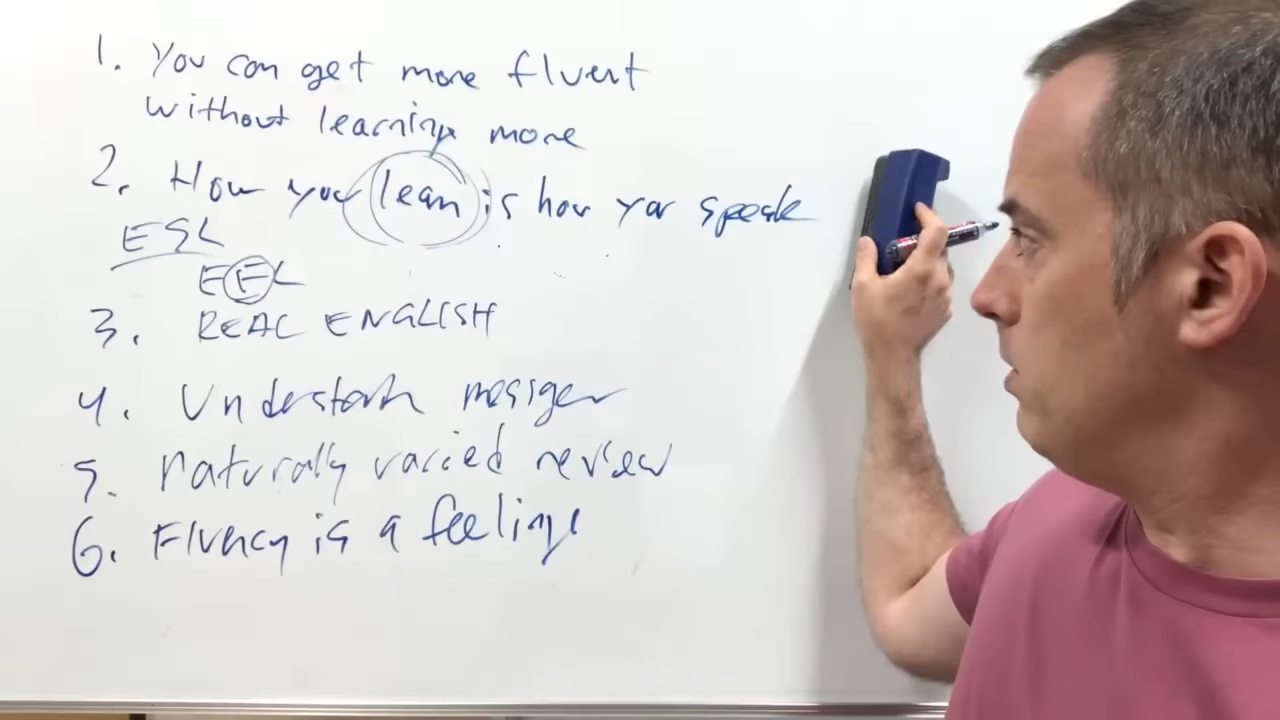 1. You can get more fluent
without learning more
2. How you learn is how you speak
ESL
EFL
3. REAL ENGLISH
4. Understand messages
5. Naturally varied review
6. Fluency is a feeling